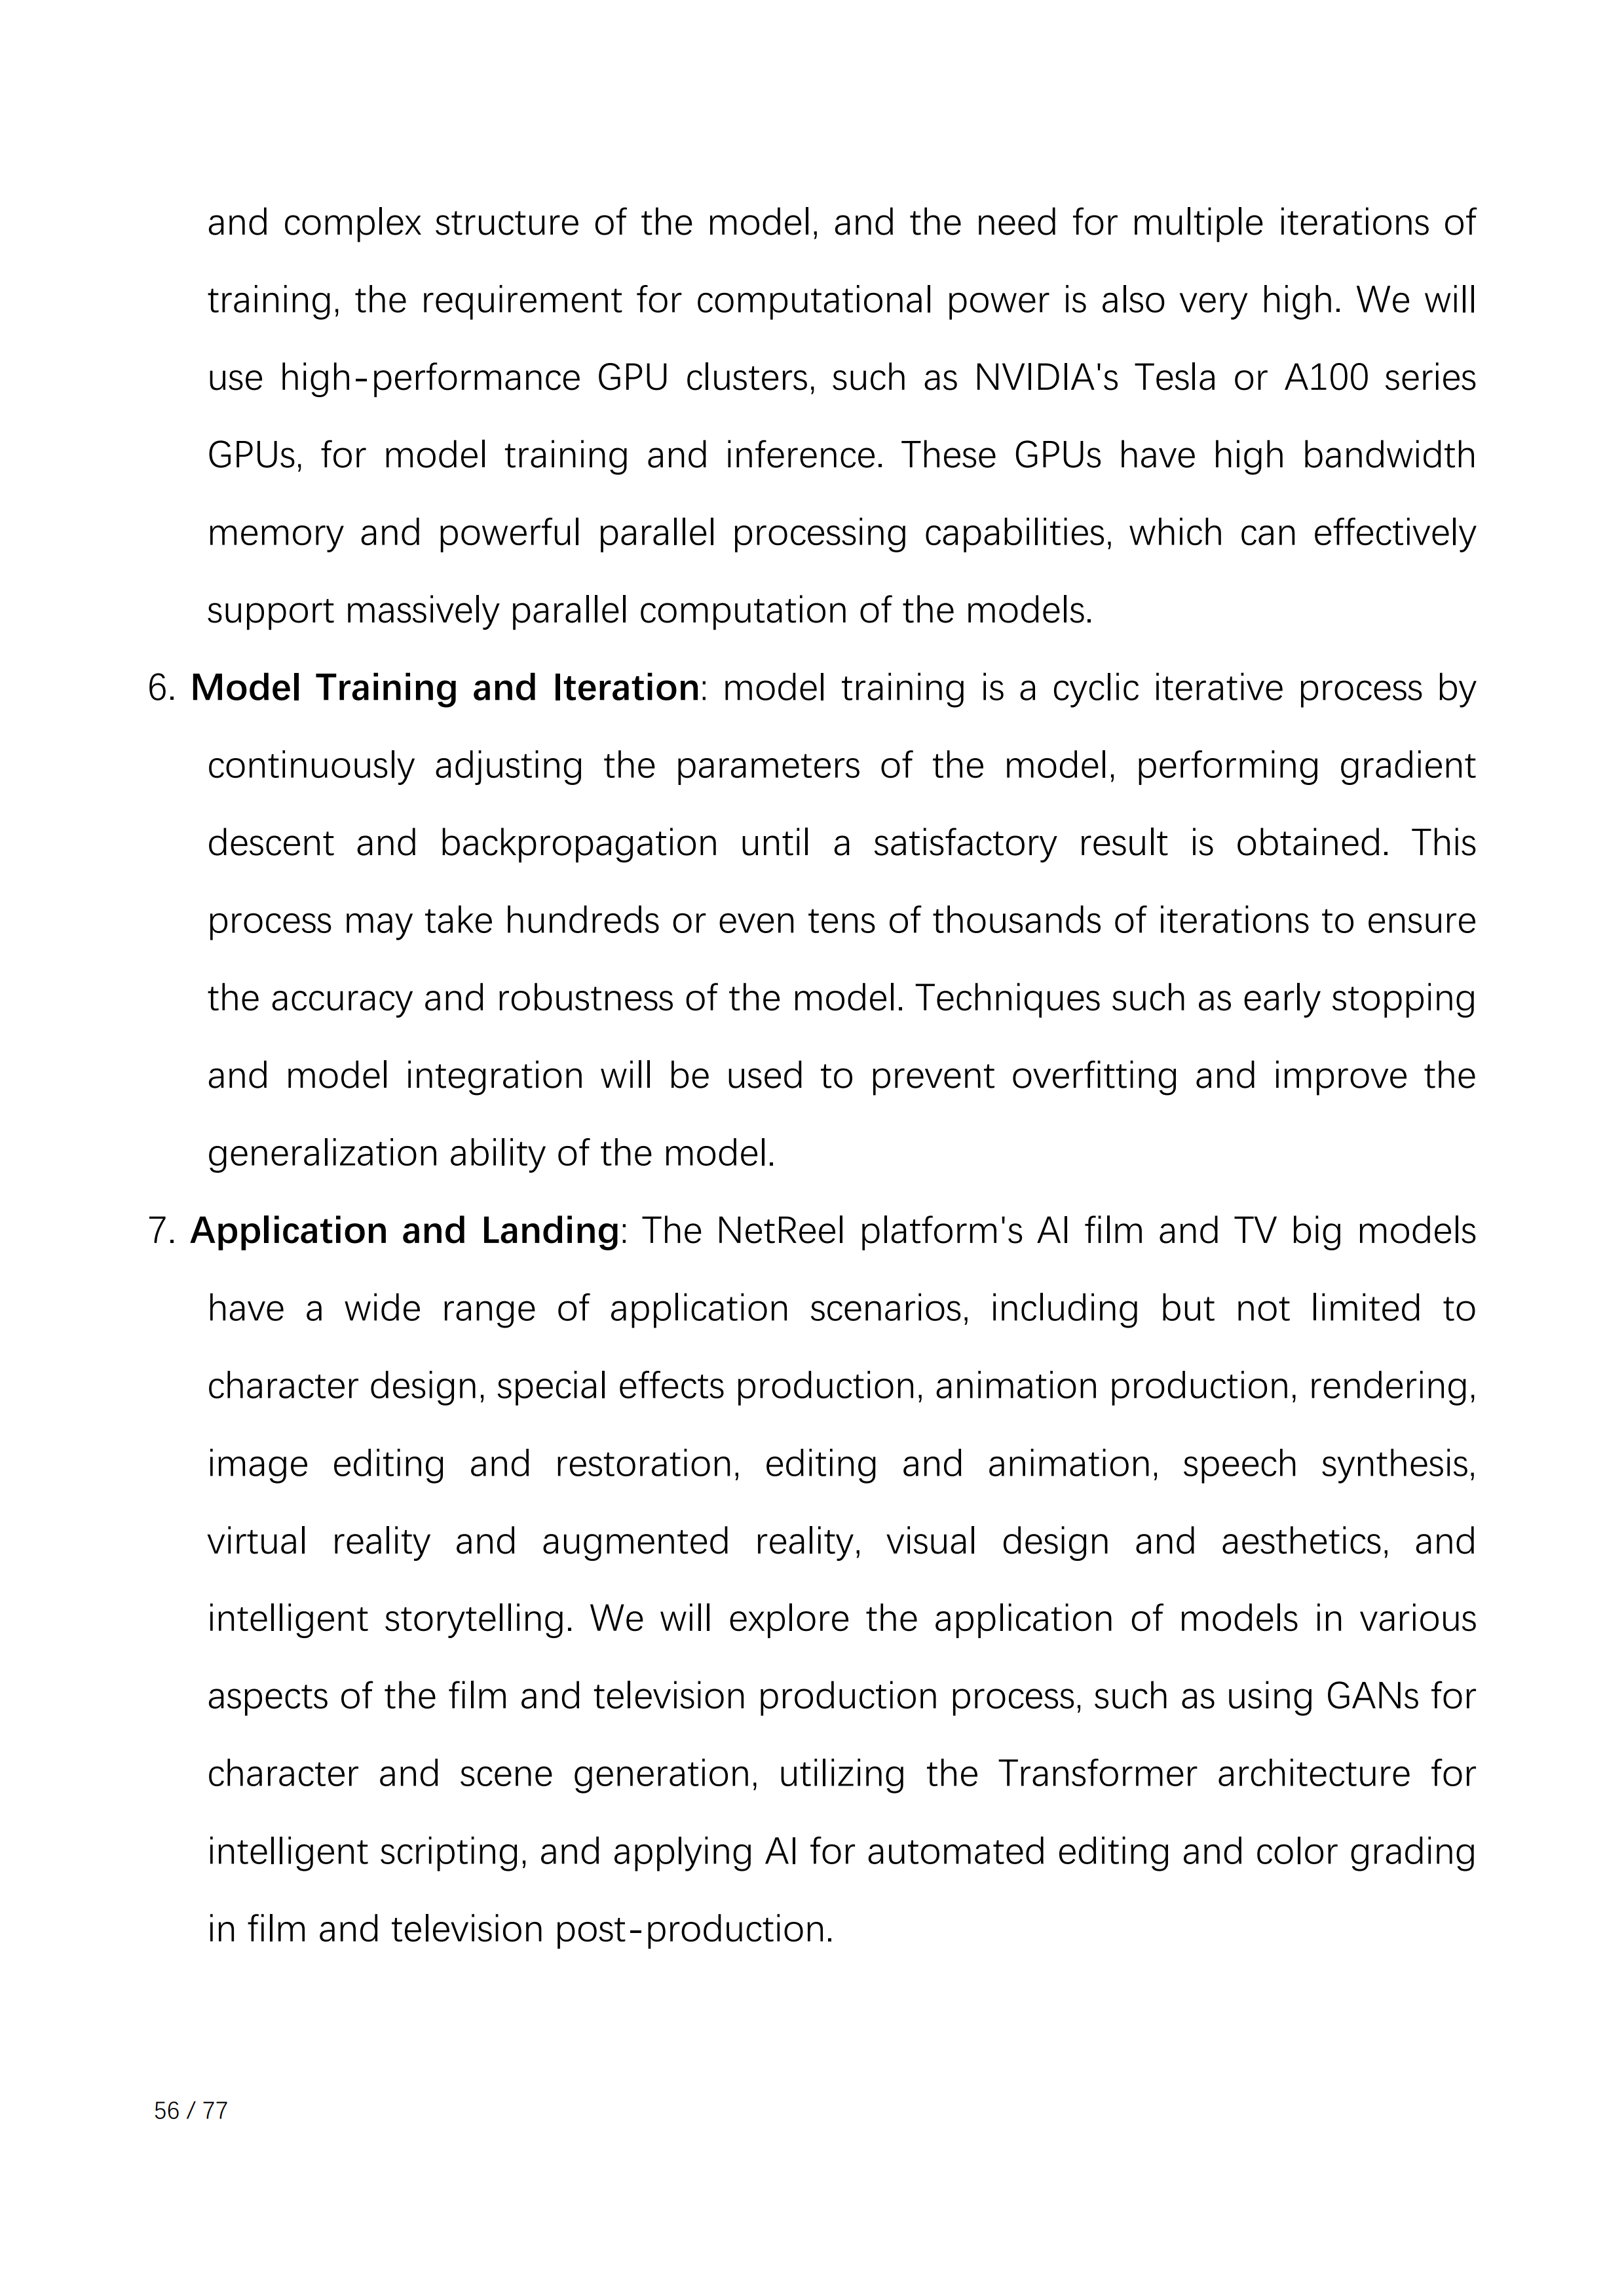 and complex structure of the model, and the need for multiple iterations of
training, the requirement for computational power is also very high. We will
use high-performance GPU clusters, such as NVIDIA's Tesla or A100 series
GPUs, for model training and inference. These GPUs have high bandwidth
memory and powerful parallel processing capabilities, which can effectively
support massively parallel computation of the models.
6. Model Training and Iteration: model training is a cyclic iterative process by
continuously adjusting the parameters of the model, performing gradient
descent and backpropagation until a satisfactory result is obtained. This
process may take hundreds or even tens of thousands of iterations to ensure
the accuracy and robustness of the model. Techniques such as early stopping
and model integration will be used to prevent overfitting and improve the
generalization ability of the model.
7. Application and Landing: The NetReel platform's AI film and TV big models
have a wide range of application scenarios, including but not limited to
character design, special effects production, animation production, rendering,
image editing and restoration, editing and animation, speech synthesis,
virtual reality and augmented reality, visual design and aesthetics, and
intelligent storytelling. We will explore the application of models in various
aspects of the film and television production process, such as using GANs for
character and scene generation, utilizing the Transformer architecture for
intelligent scripting, and applying AI for automated editing and color grading
in film and television post-production.
56 / 77